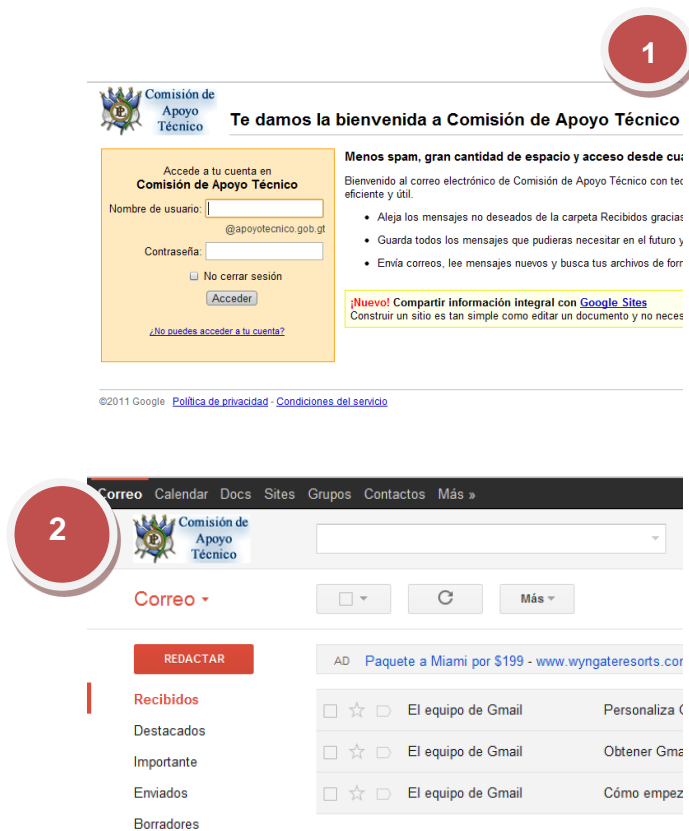 1
Comisión de
Apoyo
Técnico
Te damos la bienvenida a Comisión de Apoyo Técnico
Accede a tu cuenta en
Comisión de Apoyo Técnico
Nombre de usuario:
@apoyotecnico.gob.gt
Contraseña:
No cerrar sesión
Acceder
¿No puedes acceder a tu cuenta?
Menos spam, gran cantidad de espacio y acceso desde
Bienvenido al correo electrónico de Comisión de Apoyo Técnico con
eficiente y útil.
• Aleja los mensajes no deseados de la carpeta Recibidos gracias
• Guarda todos los mensajes que pudieras necesitar en el futuro y
• Envía correos, lee mensajes nuevos y busca tus archivos de
¡Nuevo! Compartir información integral con Google Sites
Construir un sitio es tan simple como editar un documento y no
©2011 Google Política de privacidad - Condiciones del servicio
2
Correo Calendar Docs Sites Grupos Contactos Más »
Comisión de
Apoyo
Técnico
Correo
Más
REDACTAR
AD Paquete a Miami por $199 - www.wyngateresorts.com
Recibidos
Destacados
Importante
Enviados
Borradores
El equipo de Gmail Personaliza
El equipo de Gmail Obtener
El equipo de Gmail Cómo